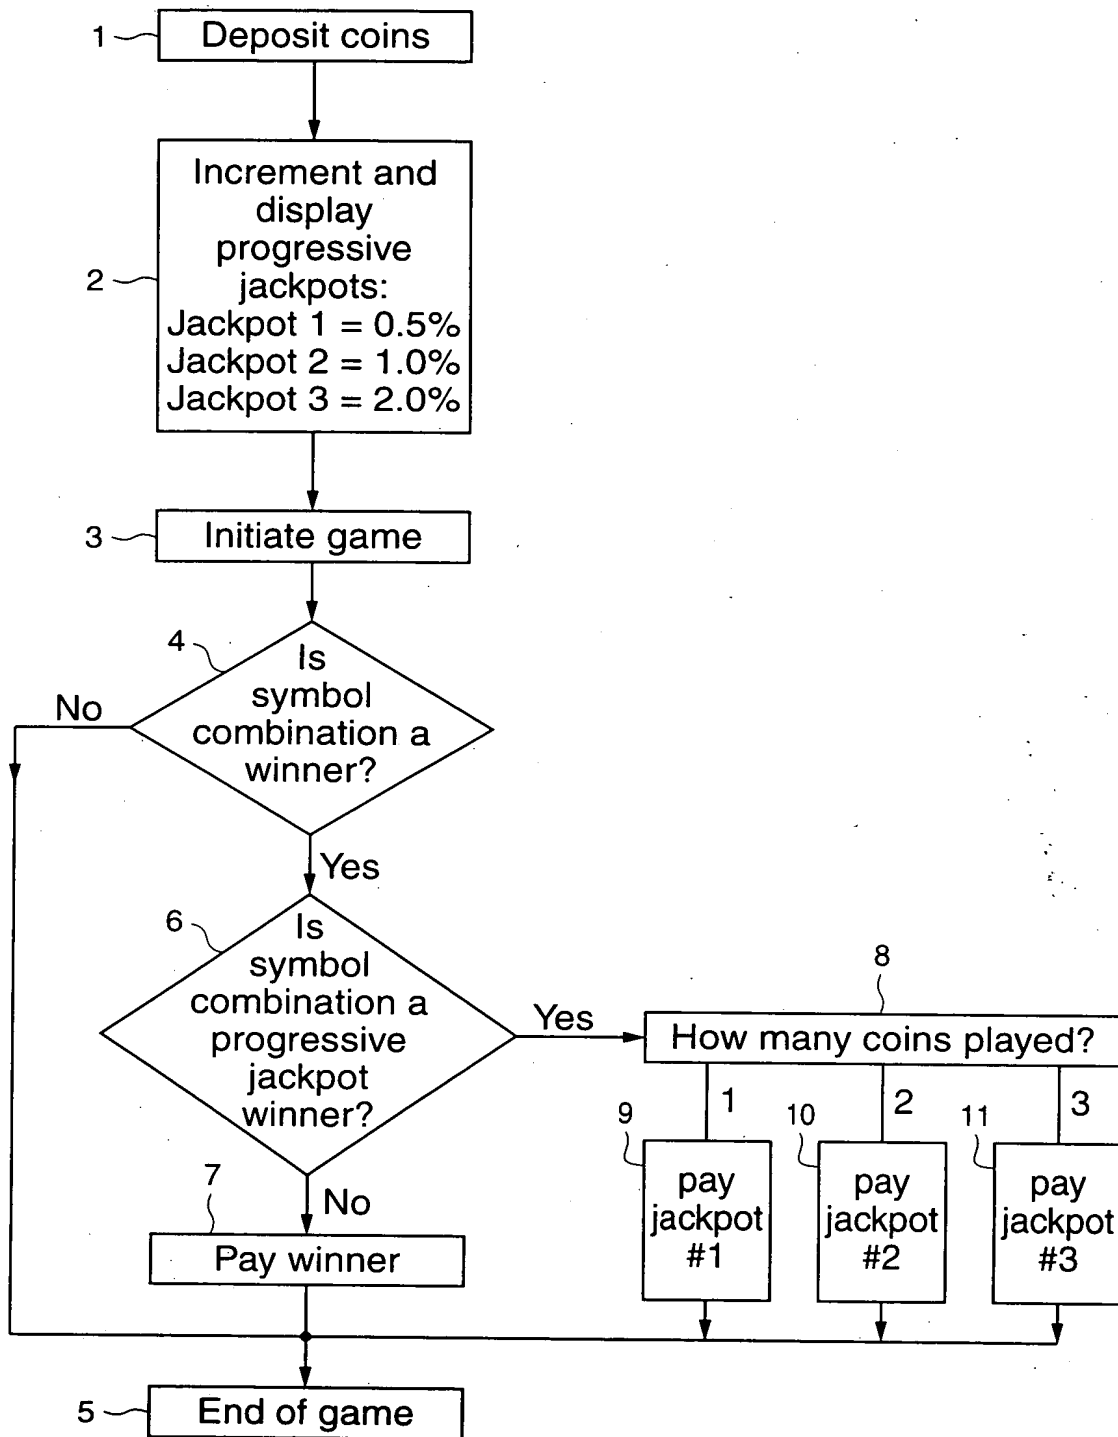 1
Deposit coins
2
Increment and
display
progressive
jackpots:
Jackpot 1 = 0.5%
Jackpot 2 = 1.0%
Jackpot 3 = 2.0%
3
Initiate game
4
Is
symbol
combination a
winner?
No
Yes
6
Is
symbol
combination a
progressive
jackpot
winner?
Yes
8
How many coins played?
1
2
3
9
pay
jackpot
#1
10
pay
jackpot
#2
11
pay
jackpot
#3
No
7
Pay winner
5
End of game